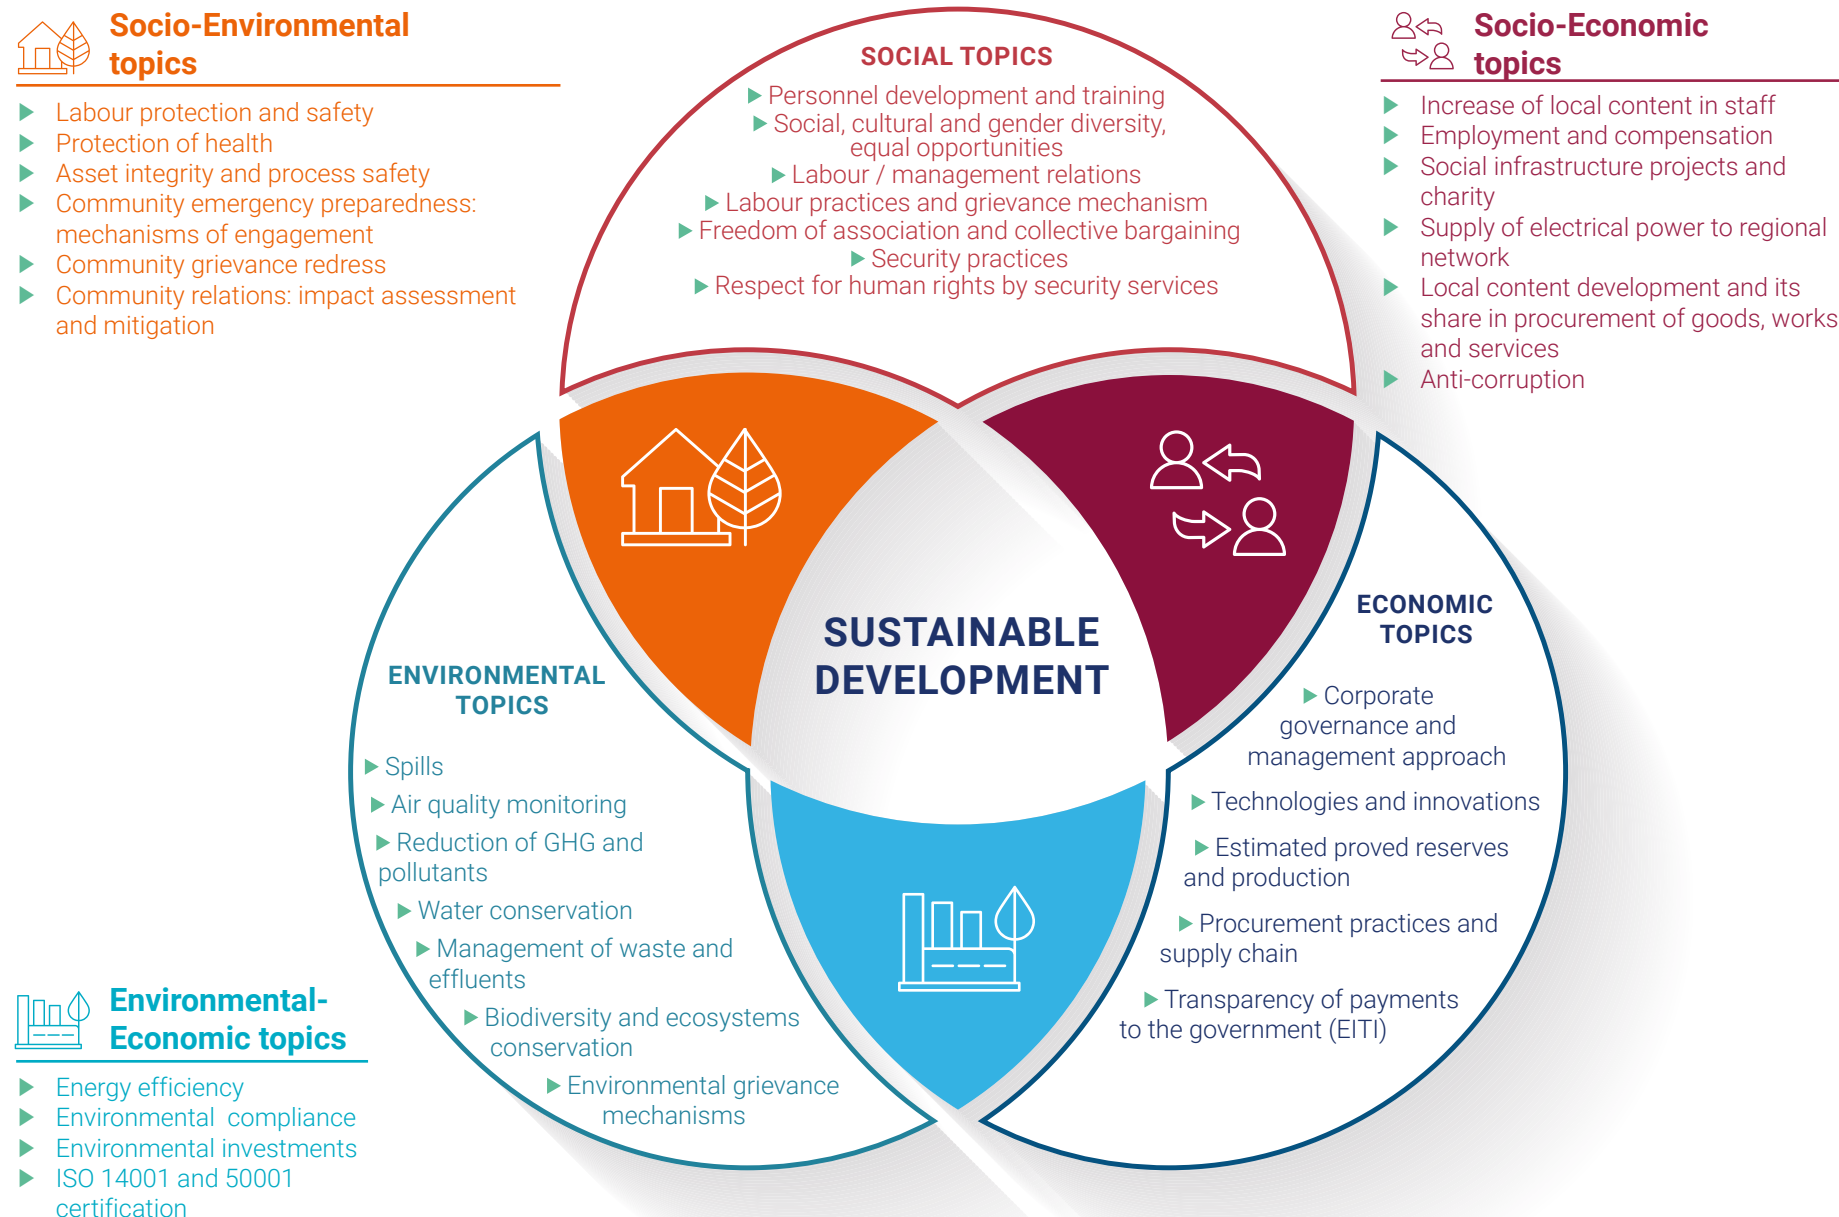 Socio-Environmental
topics
▶ Labour protection and safety
▶ Protection of health
▶ Asset integrity and process safety
▶ Community emergency preparedness:
mechanisms of engagement
▶ Community grievance redress
▶ Community relations: impact assessment
and mitigation
SOCIAL TOPICS
▶ Personnel development and training
▶ Social, cultural and gender diversity,
equal opportunities
▶ Labour / management relations
▶ Labour practices and grievance mechanism
▶ Freedom of association and collective bargaining
▶ Security practices
▶ Respect for human rights by security services
Socio-Economic
topics
▶ Increase of local content in staff
▶ Employment and compensation
▶ Social infrastructure projects and
charity
▶ Supply of electrical power to regional
network
▶ Local content development and its
share in procurement of goods, works
and services
▶ Anti-corruption
SUSTAINABLE
DEVELOPMENT
ENVIRONMENTAL
TOPICS
▶ Spills
▶ Air quality monitoring
▶ Reduction of GHG and
pollutants
▶ Water conservation
▶ Management of waste and
effluents
▶ Biodiversity and ecosystems
conservation
▶ Environmental grievance
mechanisms
ECONOMIC
TOPICS
▶ Corporate
governance and
management approach
▶ Technologies and innovations
▶ Estimated proved reserves
and production
▶ Procurement practices and
supply chain
▶ Transparency of payments
to the government (EITI)
Environmental-
Economic topics
▶ Energy efficiency
▶ Environmental compliance
▶ Environmental investments
▶ ISO 14001 and 50001
certification